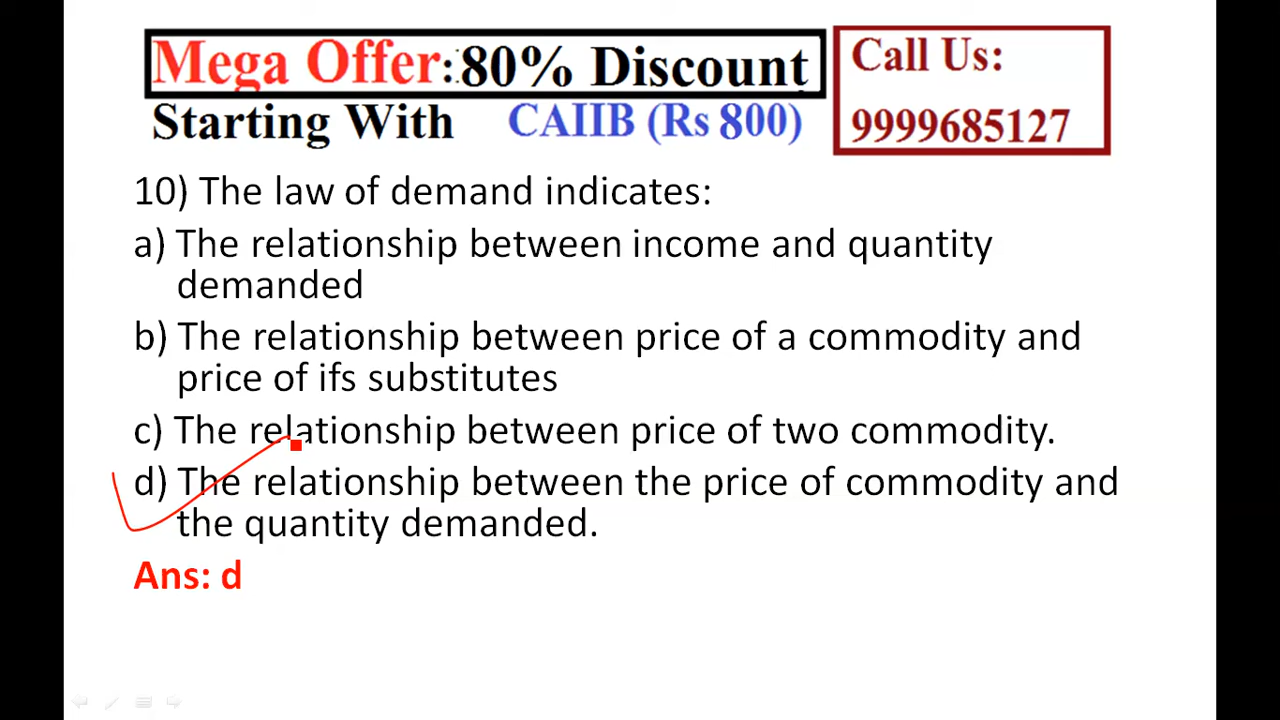 Mega Offer: 80% Discount
Starting With CAIIB (Rs 800)
Call Us:
9999685127
10) The law of demand indicates:
a) The relationship between income and quantity
demanded
b) The relationship between price of a commodity and
price of ifs substitutes
c) The relationship between price of two commodity.
d) The relationship between the price of commodity and
the quantity demanded.
Ans: d